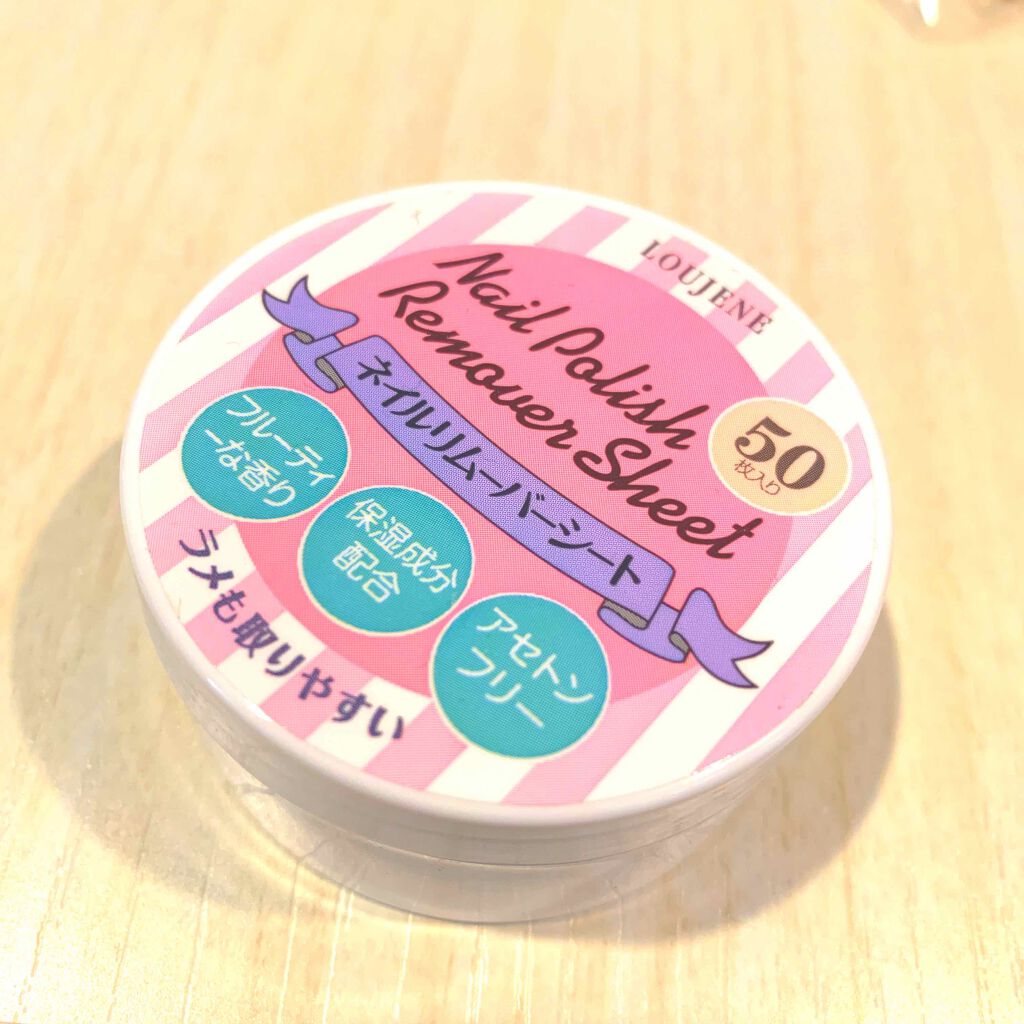 LOUJENE
Nail Polish
Remover Sheet
ネイルリムーバーシート
50
枚入り
フルーティ
ーな香り
保湿成分
配合
アセトン
フリー
ラメも取りやすい